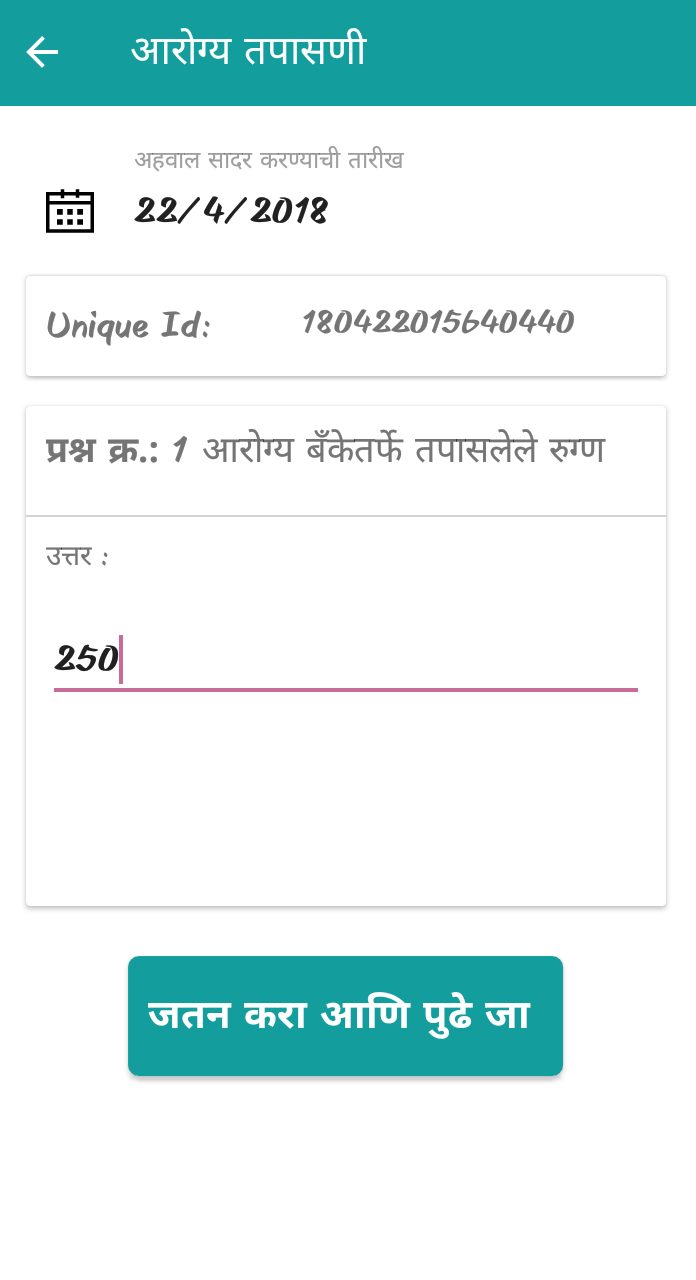 आरोग्य तपासणी
अहवाल सादर करण्याची तारीख
22/4/2018
Unique Id: 180422015640440
प्रश्न क्र.: 1 आरोग्य बँकेतर्फे तपासलेले रुग्ण
उत्तर :
250
जतन करा आणि पुढे जा